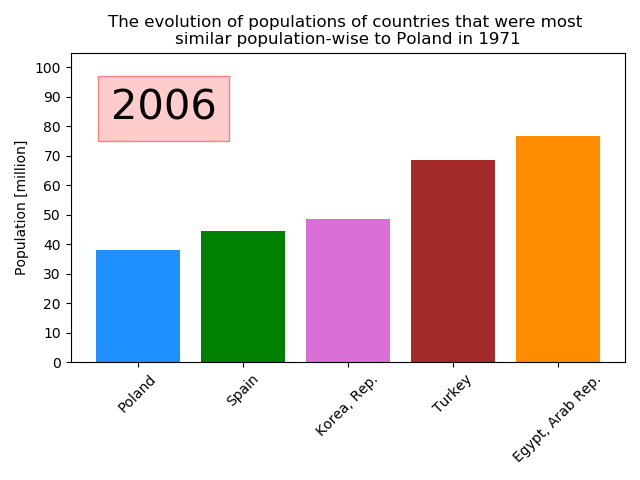 The evolution of populations of countries that were most
similar population-wise to Poland in 1971
2006
Population [million]
100
90
80
70
60
50
40
30
20
10
0
Poland
Spain
Korea, Rep.
Turkey
Egypt, Arab Rep.